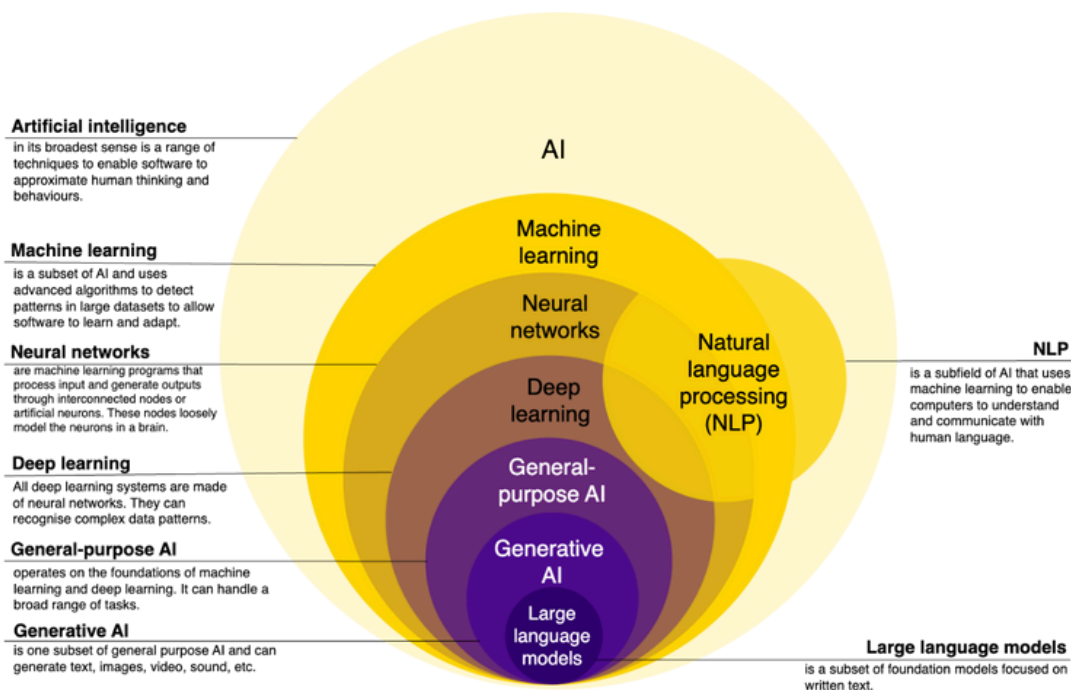 Artificial intelligence
in its broadest sense is a range of
techniques to enable software to
approximate human thinking and
behaviours.
Machine learning
is a subset of AI and uses
advanced algorithms to detect
patterns in large datasets to allow
software to learn and adapt.
Neural networks
are machine learning programs that
process input and generate outputs
through interconnected nodes or
artificial neurons. These nodes loosely
model the neurons in a brain.
Deep learning
All deep learning systems are made
of neural networks. They can
recognise complex data patterns.
General-purpose AI
operates on the foundations of machine
learning and deep learning. It can handle a
broad range of tasks.
Generative AI
is one subset of general purpose AI and can
generate text, images, video, sound, etc.
AI
Machine
learning
Neural
networks
Deep
learning
General-
purpose AI
Generative
AI
Large
language
models
Natural
language
processing
(NLP)
NLP
is a subfield of AI that uses
machine learning to enable
computers to understand
and communicate with
human language.
Large language models
is a subset of foundation models focused on
written text.